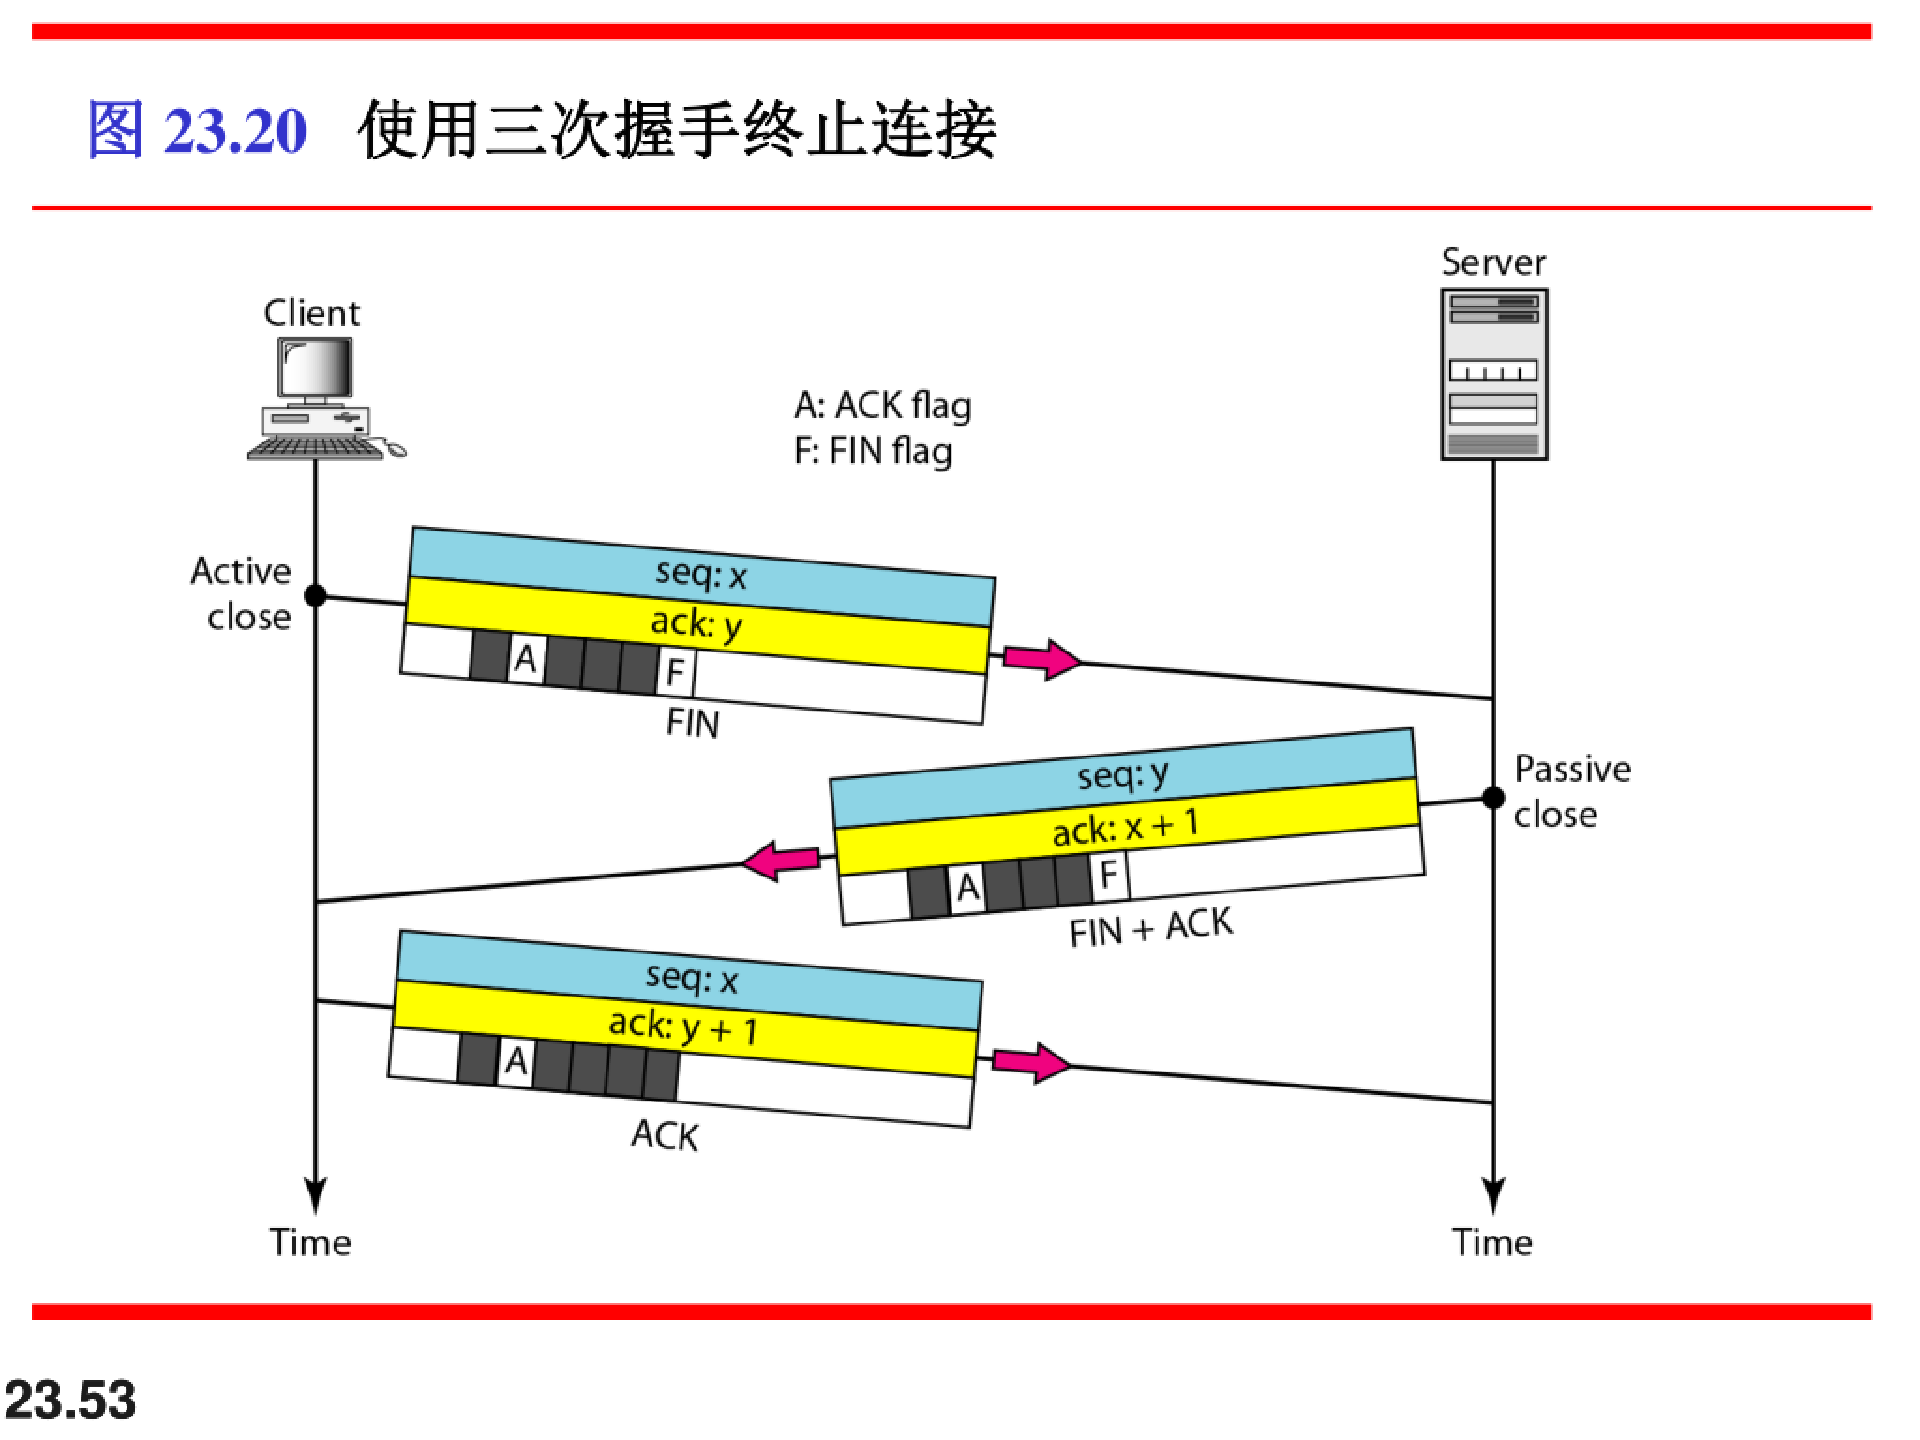 图 23.20 使用三次握手终止连接
Server
Client
A: ACK flag
F: FIN flag
Active
close
seq: x
ack: y
A F
FIN
Passive
close
seq: y
ack: x + 1
A F
FIN + ACK
seq: x
ack: y + 1
A
ACK
Time
Time
23.53